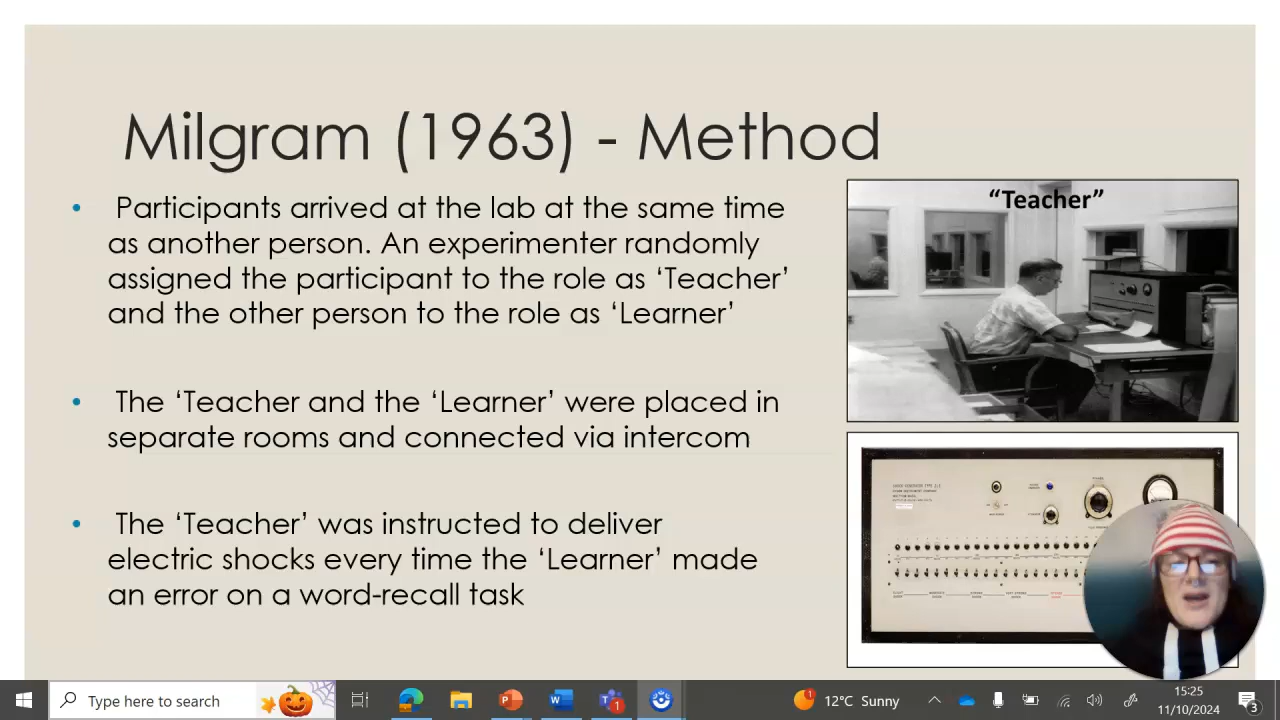 Milgram (1963) - Method
Participants arrived at the lab at the same time
as another person. An experimenter randomly
assigned the participant to the role as ‘Teacher’
and the other person to the role as ‘Learner’
The ‘Teacher and the ‘Learner’ were placed in
separate rooms and connected via intercom
The ‘Teacher’ was instructed to deliver
electric shocks every time the ‘Learner’ made
an error on a word-recall task
“Teacher”
Type here to search
1
1
12°C Sunny
15:25
11/10/2024
3